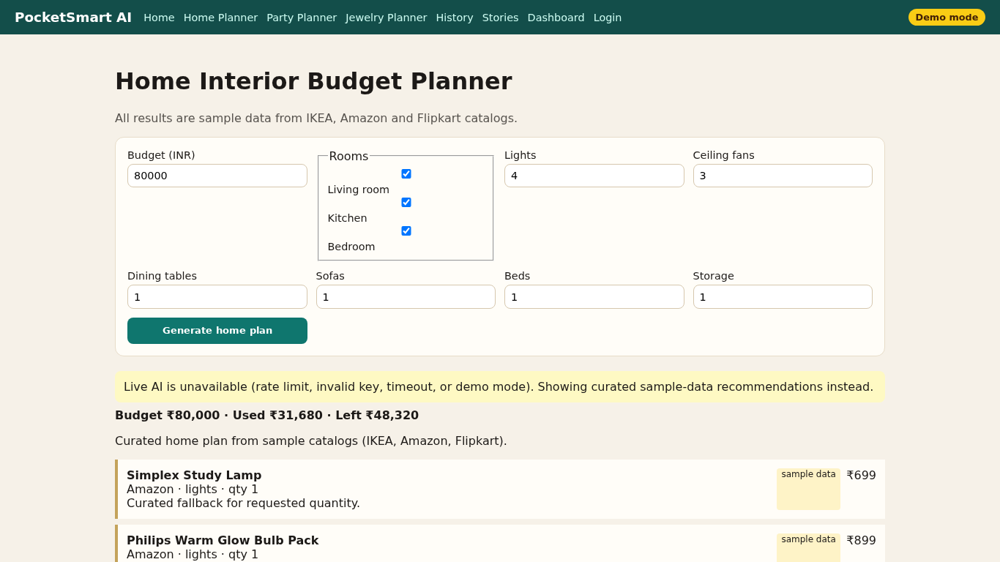 PocketSmart AI Home Home Planner Party Planner Jewelry Planner History Stories Dashboard Login Demo mode
Home Interior Budget Planner
All results are sample data from IKEA, Amazon and Flipkart catalogs.
Budget (INR)
80000
Rooms
Living room
Kitchen
Bedroom
Lights
4
Ceiling fans
3
Dining tables
1
Sofas
1
Beds
1
Storage
1
Generate home plan
Live AI is unavailable (rate limit, invalid key, timeout, or demo mode). Showing curated sample-data recommendations instead.
Budget ₹80,000 · Used ₹31,680 · Left ₹48,320
Curated home plan from sample catalogs (IKEA, Amazon, Flipkart).
Simplex Study Lamp
Amazon · lights · qty 1
Curated fallback for requested quantity.
sample data ₹699
Philips Warm Glow Bulb Pack
Amazon · lights · qty 1
sample data ₹899